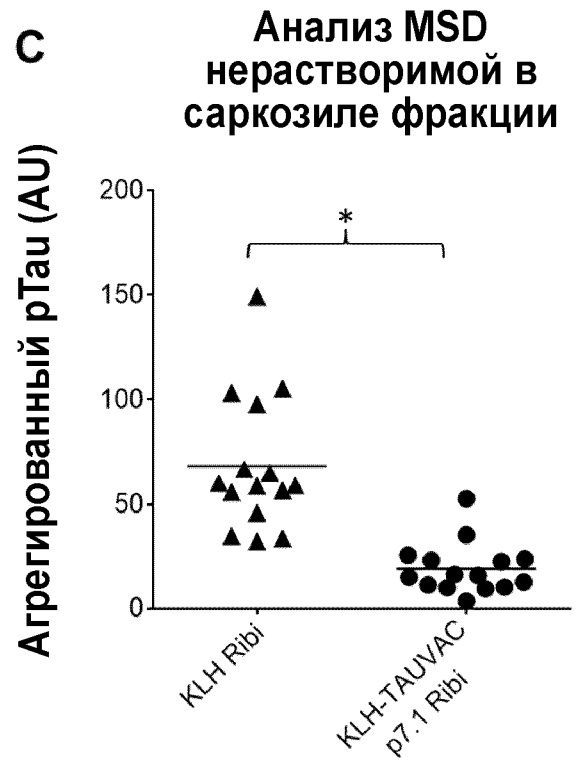 C
Анализ MSD
нерастворимой в
саркозиле фракции
Агрегированный pTau (AU)
200
150
100
50
0
*
KLH Ribi
KLH-TAUVAC
p7.1 Ribi